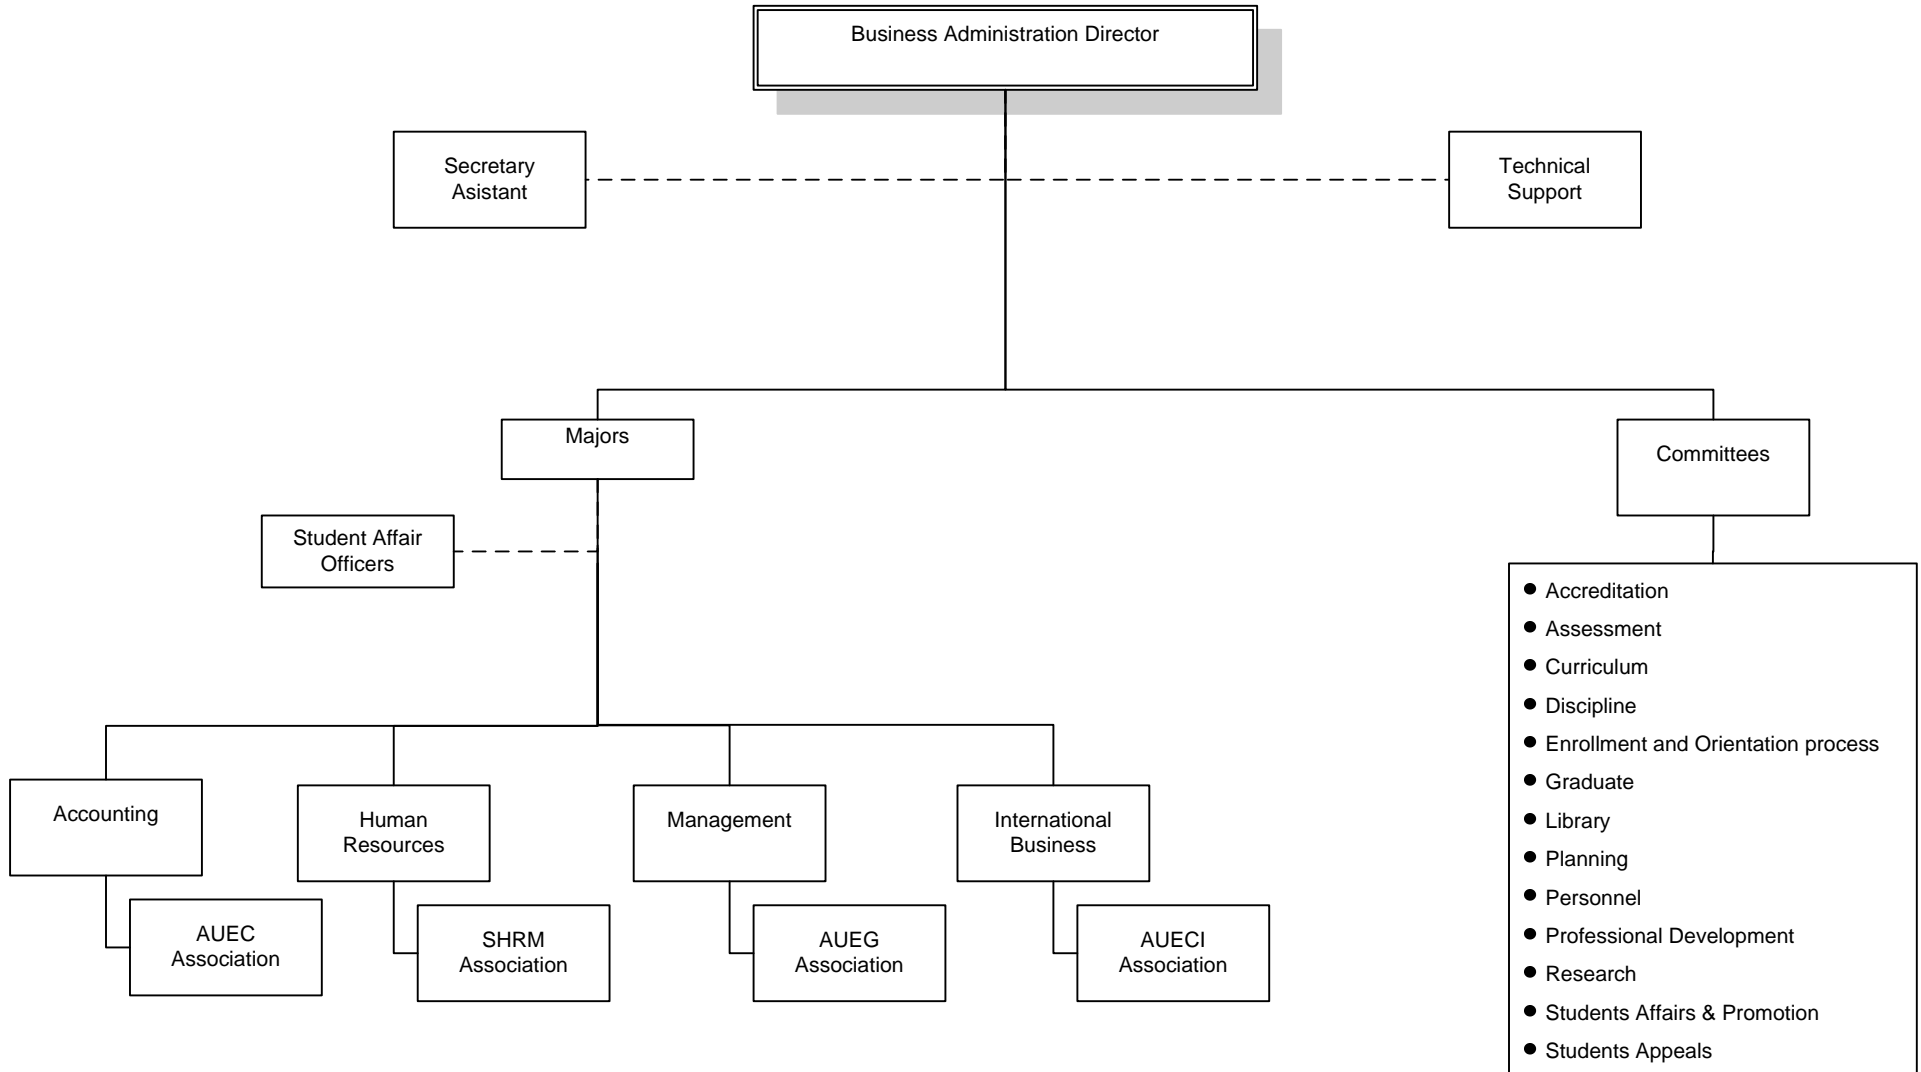 Business Administration Director
Secretary
Asistant
Technical
Support
Majors
Committees
Student Affair
Officers
Accounting
Human
Resources
Management
International
Business
AUEC
Association
SHRM
Association
AUEG
Association
AUECI
Association
● Accreditation
● Assessment
● Curriculum
● Discipline
● Enrollment and Orientation process
● Graduate
● Library
● Planning
● Personnel
● Professional Development
● Research
● Students Affairs & Promotion
● Students Appeals